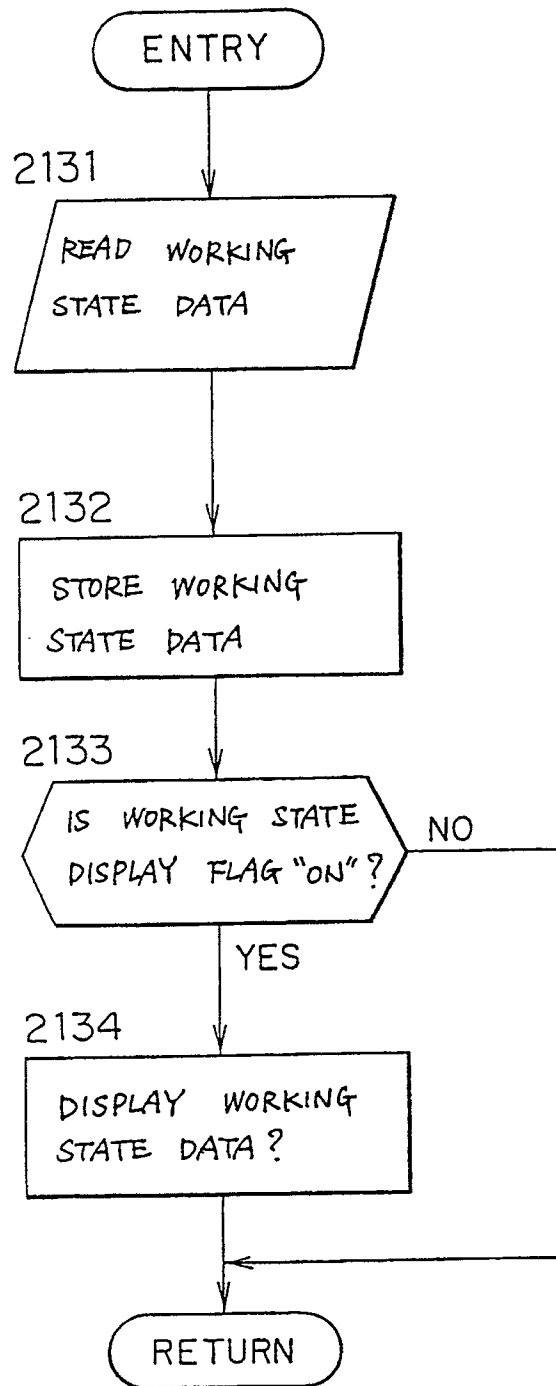 ENTRY
2131
READ WORKING
STATE DATA
2132
STORE WORKING
STATE DATA
2133
IS WORKING STATE
DISPLAY FLAG "ON"?
NO
YES
2134
DISPLAY WORKING
STATE DATA?
RETURN